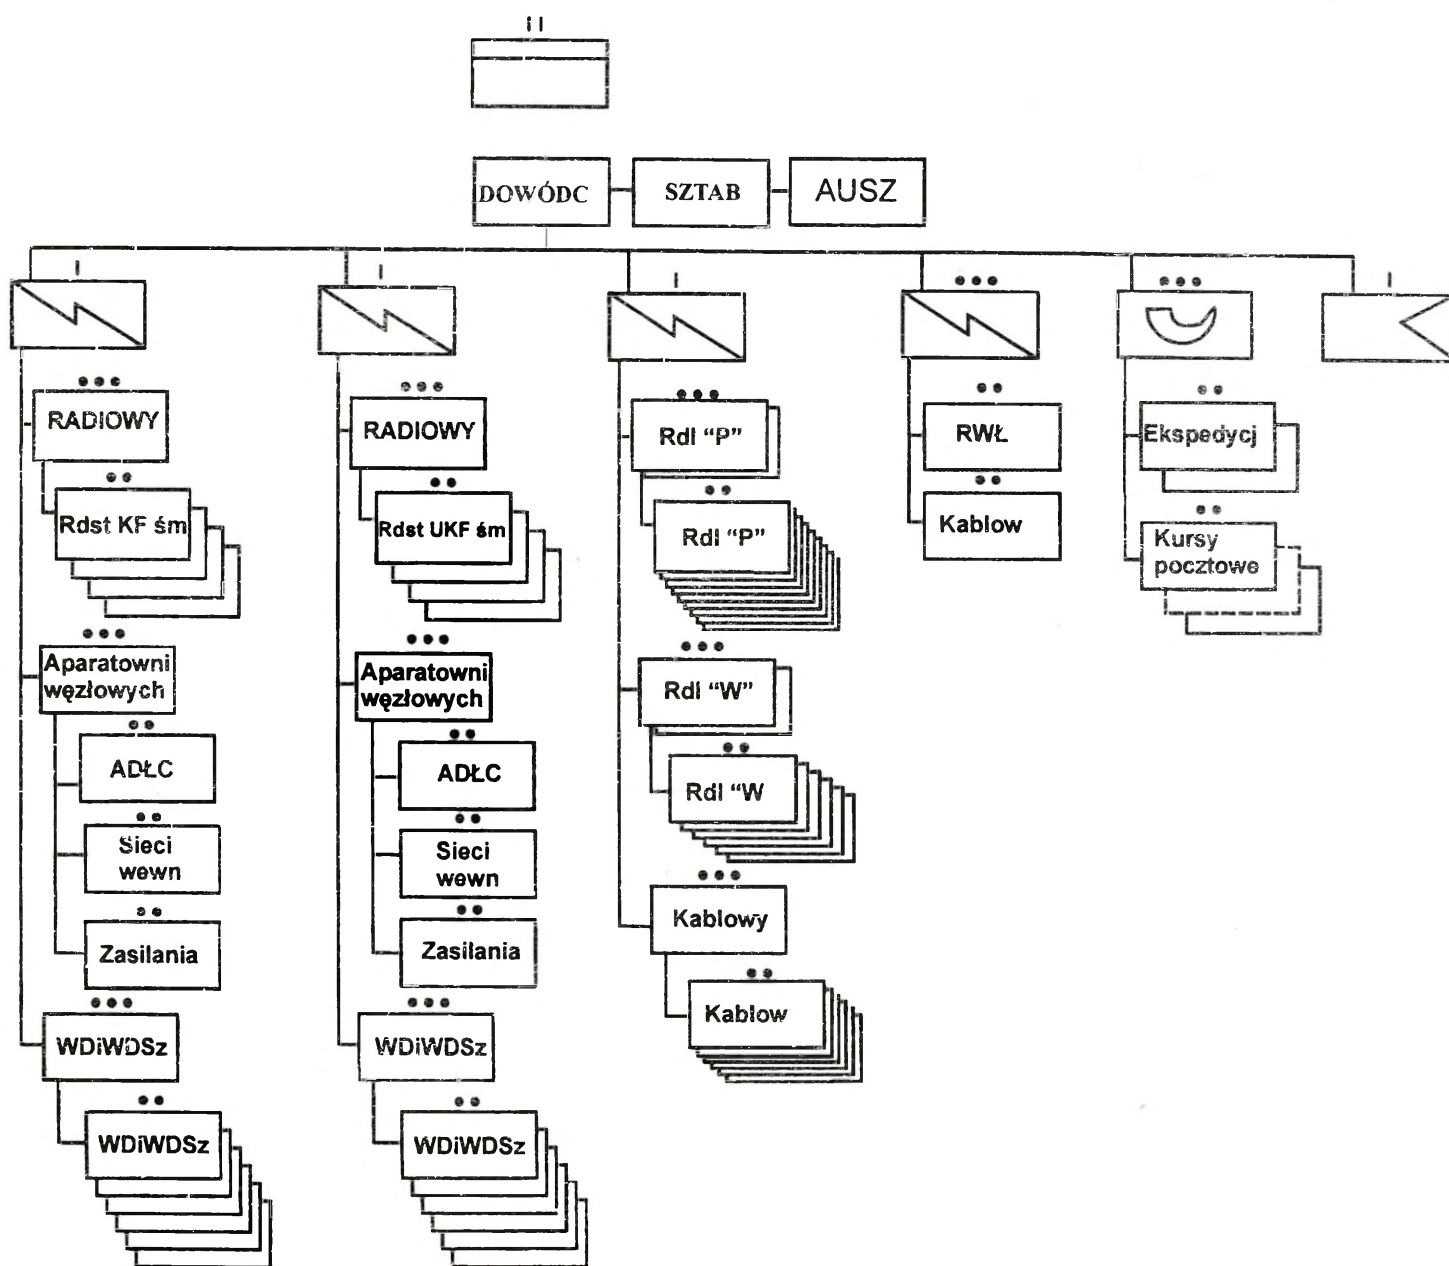 DOWÓDC
SZTAB
AUSZ
RADIOWY
Rdst KF śm
Aparatowni
węzłowych
ADŁC
Sieci
wewn
Zasilania
WDiWDSz
WDiWDSz
RADIOWY
Rdst UKF śm
Aparatowni
węzłowych
ADŁC
Sieci
wewn
Zasilania
WDiWDSz
WDiWDSz
Rdl “P”
Rdl “P”
Rdl “W”
Rdl “W
Kablowy
Kablow
RWŁ
Kablow
Ekspedycj
Kursy
pocztowe